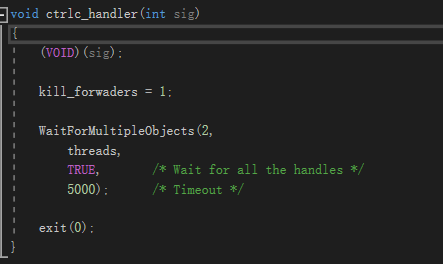 void ctrlc_handler(int sig)
{
(VOID)(sig);
kill_forwaders = 1;
WaitForMultipleObjects(2,
threads,
TRUE, /* Wait for all the handles */
5000); /* Timeout */
exit(0);
}